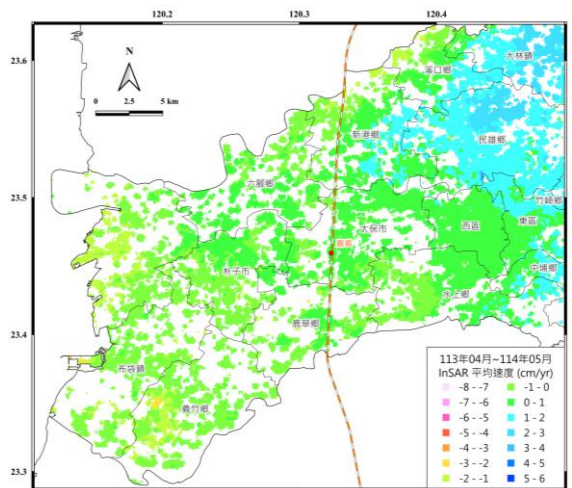 120.2 120.3 120.4
23.6
23.5
23.4
23.3
N
0 2.5 5 km
大林鎮
溪口鄉
新港鄉
民雄鄉
六腳鄉
竹崎鄉
太保市
西區
東區
嘉義
朴子市
中埔鄉
水上鄉
鹿草鄉
布袋鎮
義竹鄉
113年04月~114年05月
InSAR 平均速度 (cm/yr)
-8 - -7 -1 - 0
-7 - -6 0 - 1
-6 - -5 1 - 2
-5 - -4 2 - 3
-4 - -3 3 - 4
-3 - -2 4 - 5
-2 - -1 5 - 6